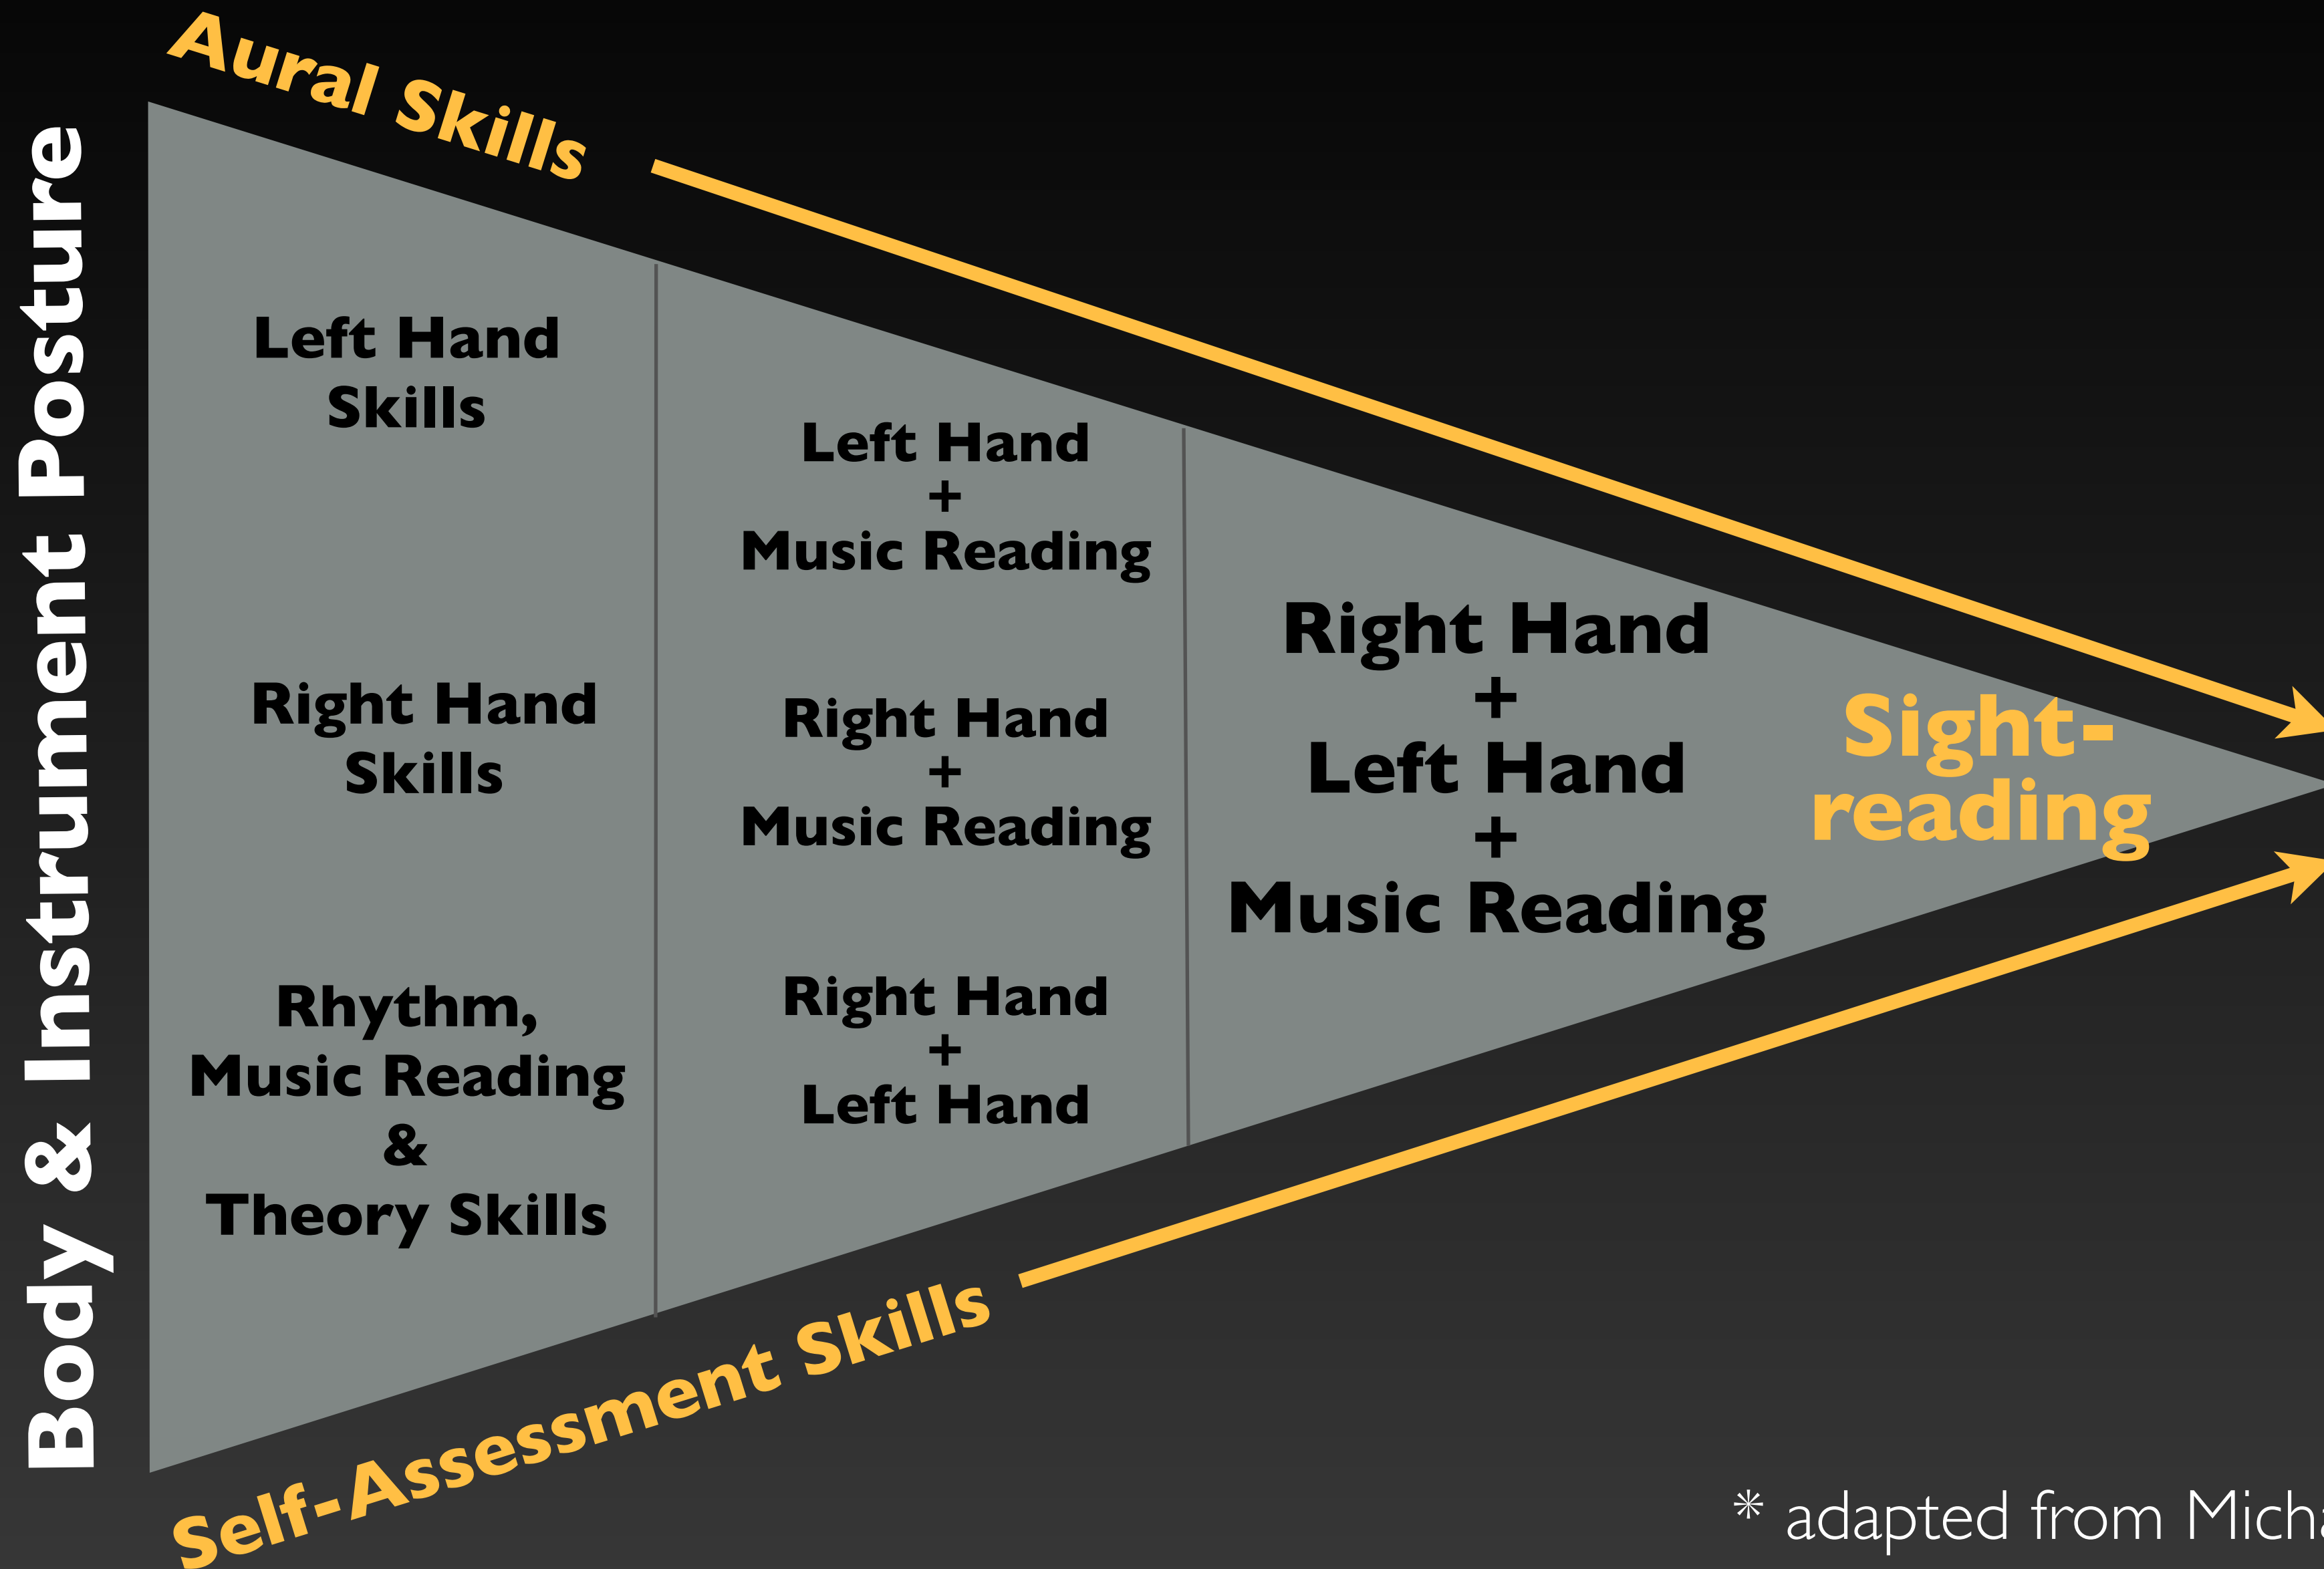 Body & Instrument Posture
Aural Skills
Left Hand
Skills
Right Hand
Skills
Rhythm,
Music Reading
&
Theory Skills
Left Hand
+
Music Reading
Right Hand
+
Music Reading
Right Hand
+
Left Hand
Right Hand
+
Left Hand
+
Music Reading
Sight-
reading
Self-Assessment Skills
* adapted from